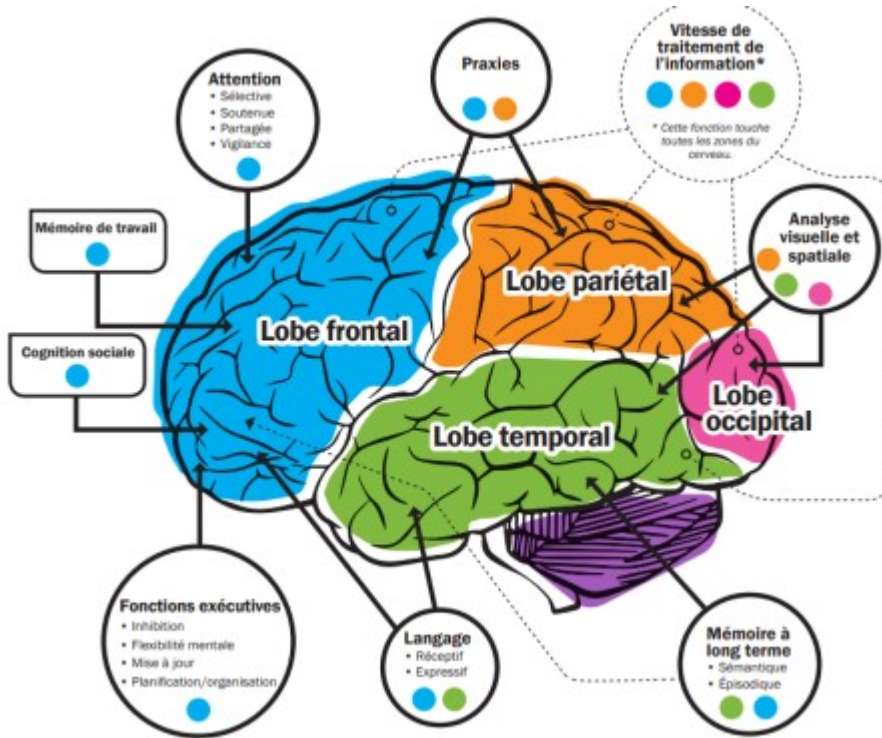 Attention
• Sélective
• Soutenue
• Partagée
• Vigilance
Praxies
Vitesse de
traitement de
l'information*
* Cette fonction touche
toutes les zones du
cerveau.
Mémoire de travail
Analyse
visuelle et
spatiale
Cognition sociale
Lobe frontal
Lobe pariétal
Lobe temporal
Lobe
occipital
Fonctions exécutives
• Inhibition
• Flexibilité mentale
• Mise à jour
• Planification/organisation
Langage
• Réceptif
• Expressif
Mémoire à
long terme
• Sémantique
• Épisodique